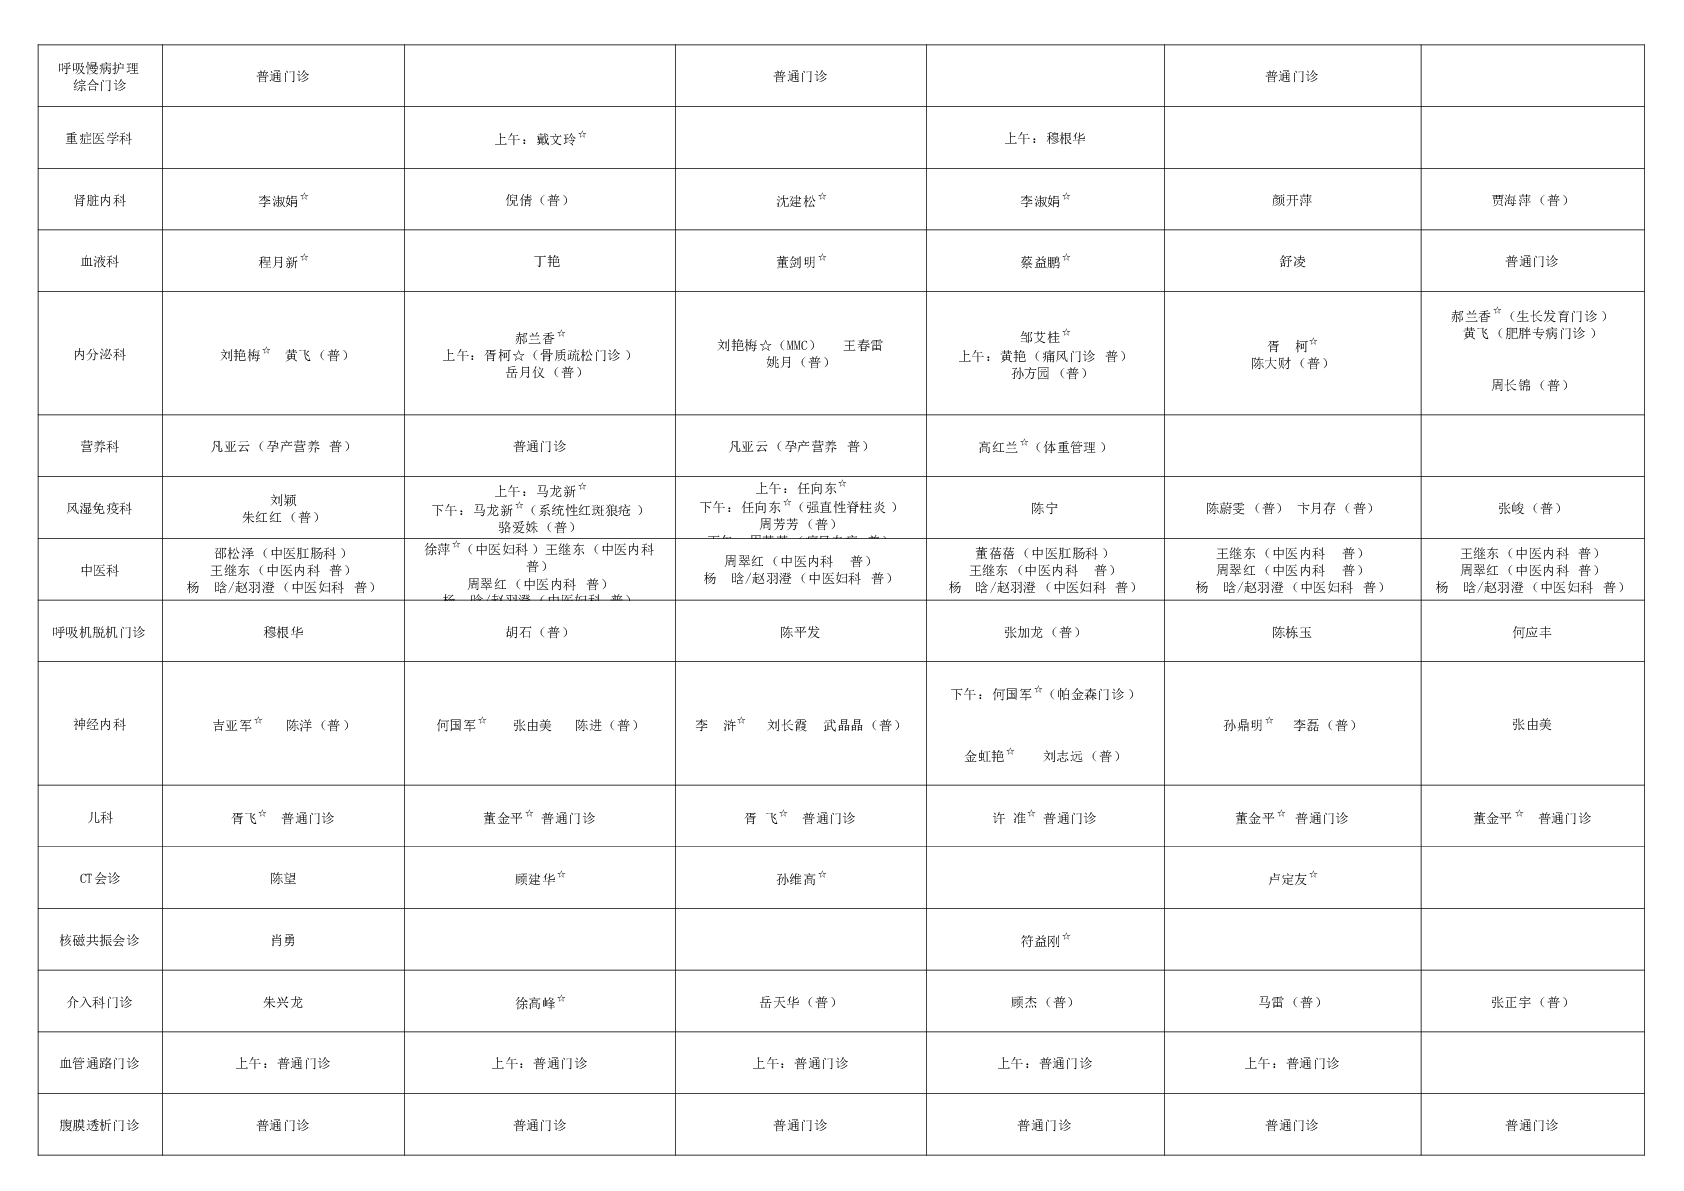 呼吸慢病护理
综合门诊
普通门诊
普通门诊
普通门诊
重症医学科
上午：戴文玲☆
上午：穆根华
肾脏内科
李淑娟☆
倪倩（普）
沈建松☆
李淑娟☆
颜开萍
贾海萍（普）
血液科
程月新☆
丁艳
董剑明☆
蔡益鹏☆
舒凌
普通门诊
内分泌科
刘艳梅☆ 黄飞（普）
郝兰香☆
上午：胥柯☆（骨质疏松门诊）
岳月仪（普）
刘艳梅☆（MMC） 王春雷
姚月（普）
邹艾桂☆
上午：黄艳（痛风门诊 普）
孙方园（普）
胥 柯☆
陈大财（普）
郝兰香☆（生长发育门诊）
黄飞（肥胖专病门诊）
周长锦（普）
营养科
凡亚云（孕产营养 普）
普通门诊
凡亚云（孕产营养 普）
高红兰☆（体重管理）
风湿免疫科
刘颖
朱红红（普）
上午：马龙新☆
下午：马龙新☆（系统性红斑狼疮）
骆爱姝（普）
上午：任向东☆
下午：任向东☆（强直性脊柱炎）
周芳芳（普）
陈宁
陈蔚雯（普） 卞月存（普）
张峻（普）
中医科
邵松泽（中医肛肠科）
王继东（中医内科 普）
杨 晗/赵羽澄（中医妇科 普）
徐萍☆（中医妇科）王继东（中医内科
普）
周翠红（中医内科 普）
杨 晗/赵羽澄（中医妇科 普）
周翠红（中医内科 普）
杨 晗/赵羽澄（中医妇科 普）
董蓓蓓（中医肛肠科）
王继东（中医内科 普）
杨 晗/赵羽澄（中医妇科 普）
王继东（中医内科 普）
周翠红（中医内科 普）
杨 晗/赵羽澄（中医妇科 普）
王继东（中医内科 普）
周翠红（中医内科 普）
杨 晗/赵羽澄（中医妇科 普）
呼吸机脱机门诊
穆根华
胡石（普）
陈平发
张加龙（普）
陈栋玉
何应丰
神经内科
吉亚军☆ 陈洋（普）
何国军☆ 张由美 陈进（普）
李 浒☆ 刘长霞 武晶晶（普）
下午：何国军☆（帕金森门诊）
金虹艳☆ 刘志远（普）
孙鼎明☆ 李磊（普）
张由美
儿科
胥飞☆ 普通门诊
董金平☆ 普通门诊
胥 飞☆ 普通门诊
许 准☆ 普通门诊
董金平☆ 普通门诊
董金平☆ 普通门诊
CT会诊
陈望
顾建华☆
孙维高☆
卢定友☆
核磁共振会诊
肖勇
符益刚☆
介入科门诊
朱兴龙
徐高峰☆
岳天华（普）
顾杰（普）
马雷（普）
张正宇（普）
血管通路门诊
上午：普通门诊
上午：普通门诊
上午：普通门诊
上午：普通门诊
上午：普通门诊
腹膜透析门诊
普通门诊
普通门诊
普通门诊
普通门诊
普通门诊
普通门诊